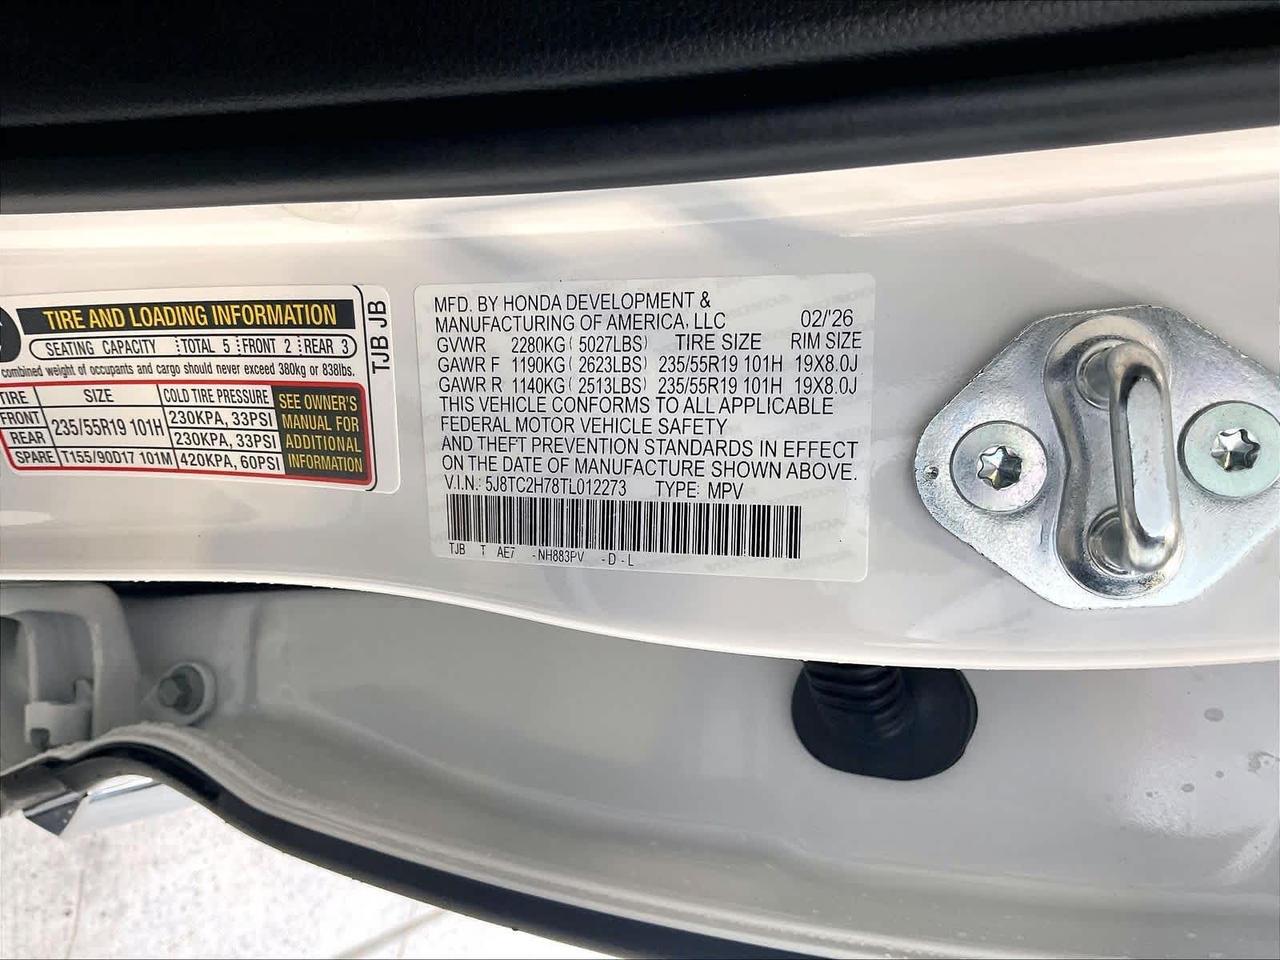 TIRE AND LOADING INFORMATION
SEATING CAPACITY TOTAL 5 FRONT 2 REAR 3
combined weight of occupants and cargo should never exceed 380kg or 838lbs.
TIRE SIZE COLD TIRE PRESSURE SEE OWNER'S MANUAL FOR ADDITIONAL INFORMATION
FRONT 235/55R19 101H 230KPA, 33PSI
REAR 230KPA, 33PSI
SPARE T155/90D17 101M 420KPA, 60PSI
TJB JB
MFD. BY HONDA DEVELOPMENT &
MANUFACTURING OF AMERICA, LLC 02/'26
GVWR 2280KG ( 5027LBS) TIRE SIZE RIM SIZE
GAWR F 1190KG ( 2623LBS) 235/55R19 101H 19X8.0J
GAWR R 1140KG ( 2513LBS) 235/55R19 101H 19X8.0J
THIS VEHICLE CONFORMS TO ALL APPLICABLE
FEDERAL MOTOR VEHICLE SAFETY
AND THEFT PREVENTION STANDARDS IN EFFECT
ON THE DATE OF MANUFACTURE SHOWN ABOVE.
V.I.N.: 5J8TC2H78TL012273 TYPE: MPV
TJB T AE7 -NH883PV -D-L